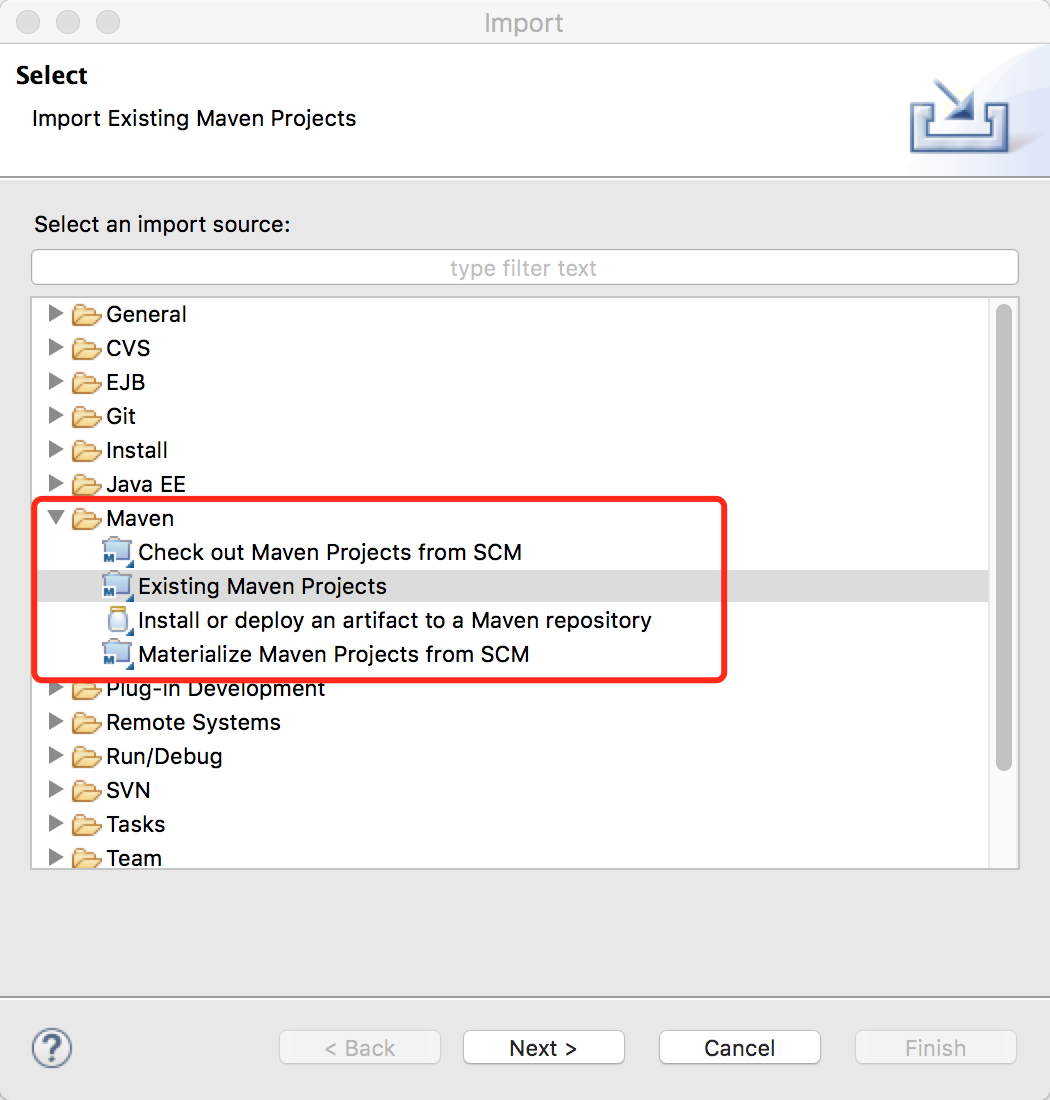 Import
Select
Import Existing Maven Projects
Select an import source:
type filter text
General
CVS
EJB
Git
Install
Java EE
Maven
Check out Maven Projects from SCM
Existing Maven Projects
Install or deploy an artifact to a Maven repository
Materialize Maven Projects from SCM
Plug-in Development
Remote Systems
Run/Debug
SVN
Tasks
Team
? < Back Next > Cancel Finish